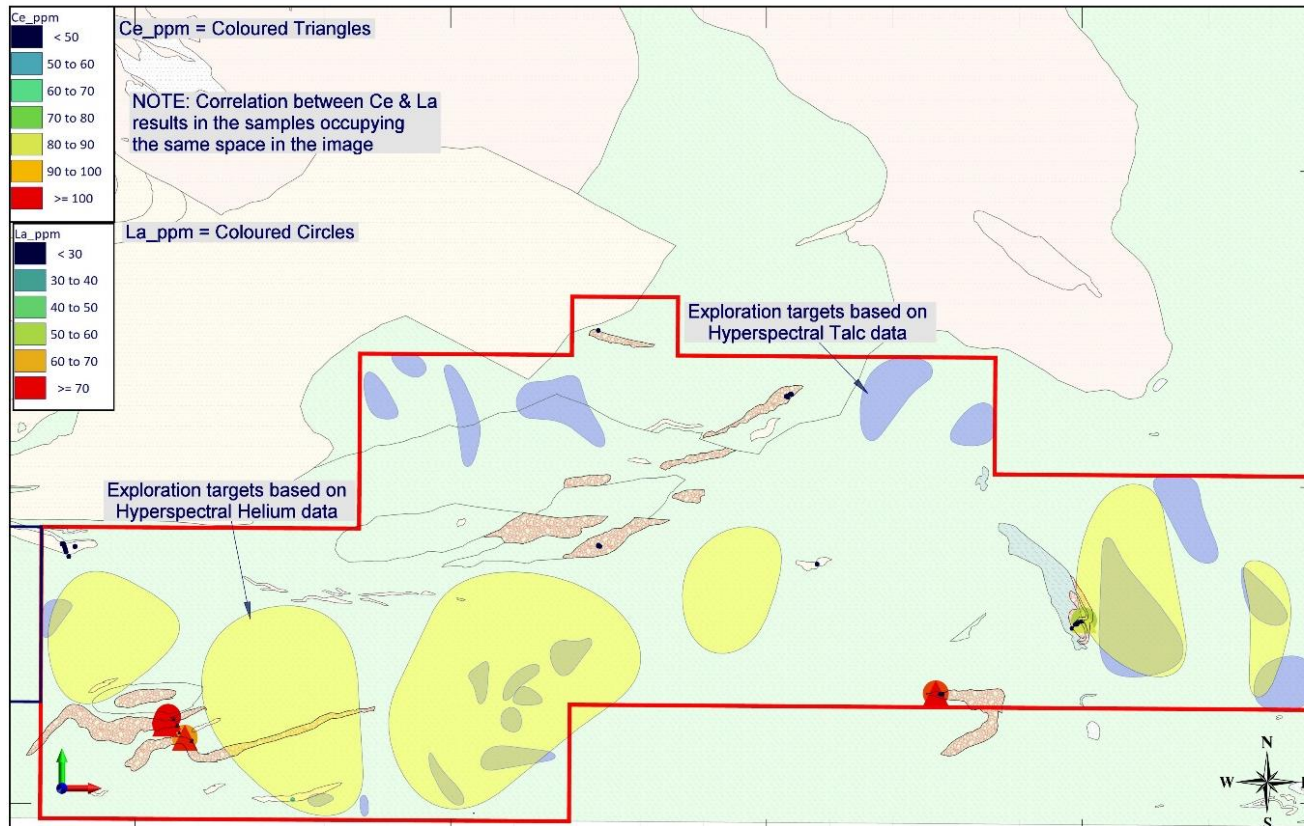 Ce_ppm
< 50
50 to 60
60 to 70
70 to 80
80 to 90
90 to 100
>= 100
Ce_ppm = Coloured Triangles
NOTE: Correlation between Ce & La
results in the samples occupying
the same space in the image
La_ppm
< 30
30 to 40
40 to 50
50 to 60
60 to 70
>= 70
La_ppm = Coloured Circles
Exploration targets based on
Hyperspectral Talc data
Exploration targets based on
Hyperspectral Helium data
N
W
S